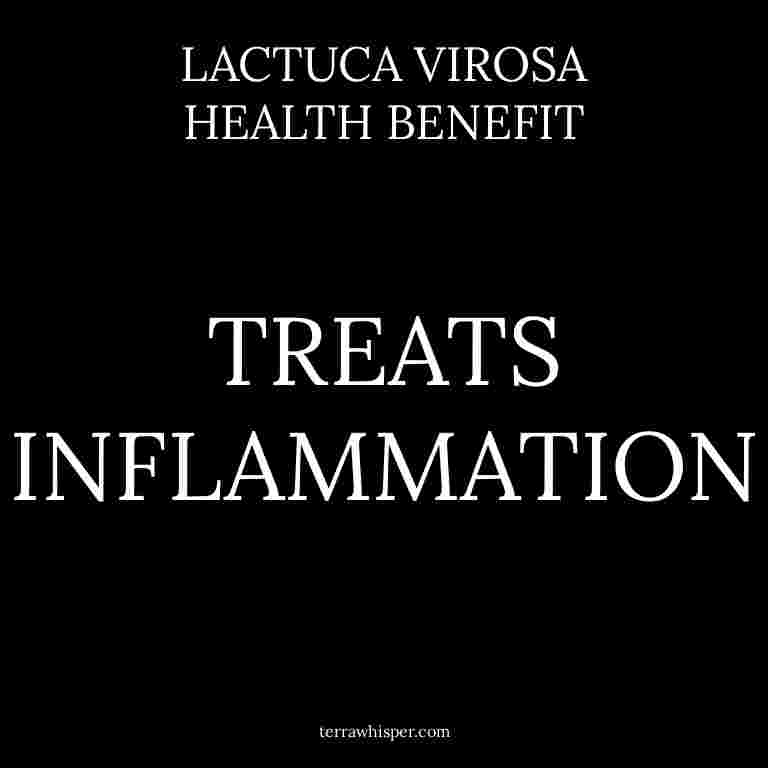 LACTUCA VIROSA
HEALTH BENEFIT
TREATS
INFLAMMATION
terrawhisper.com